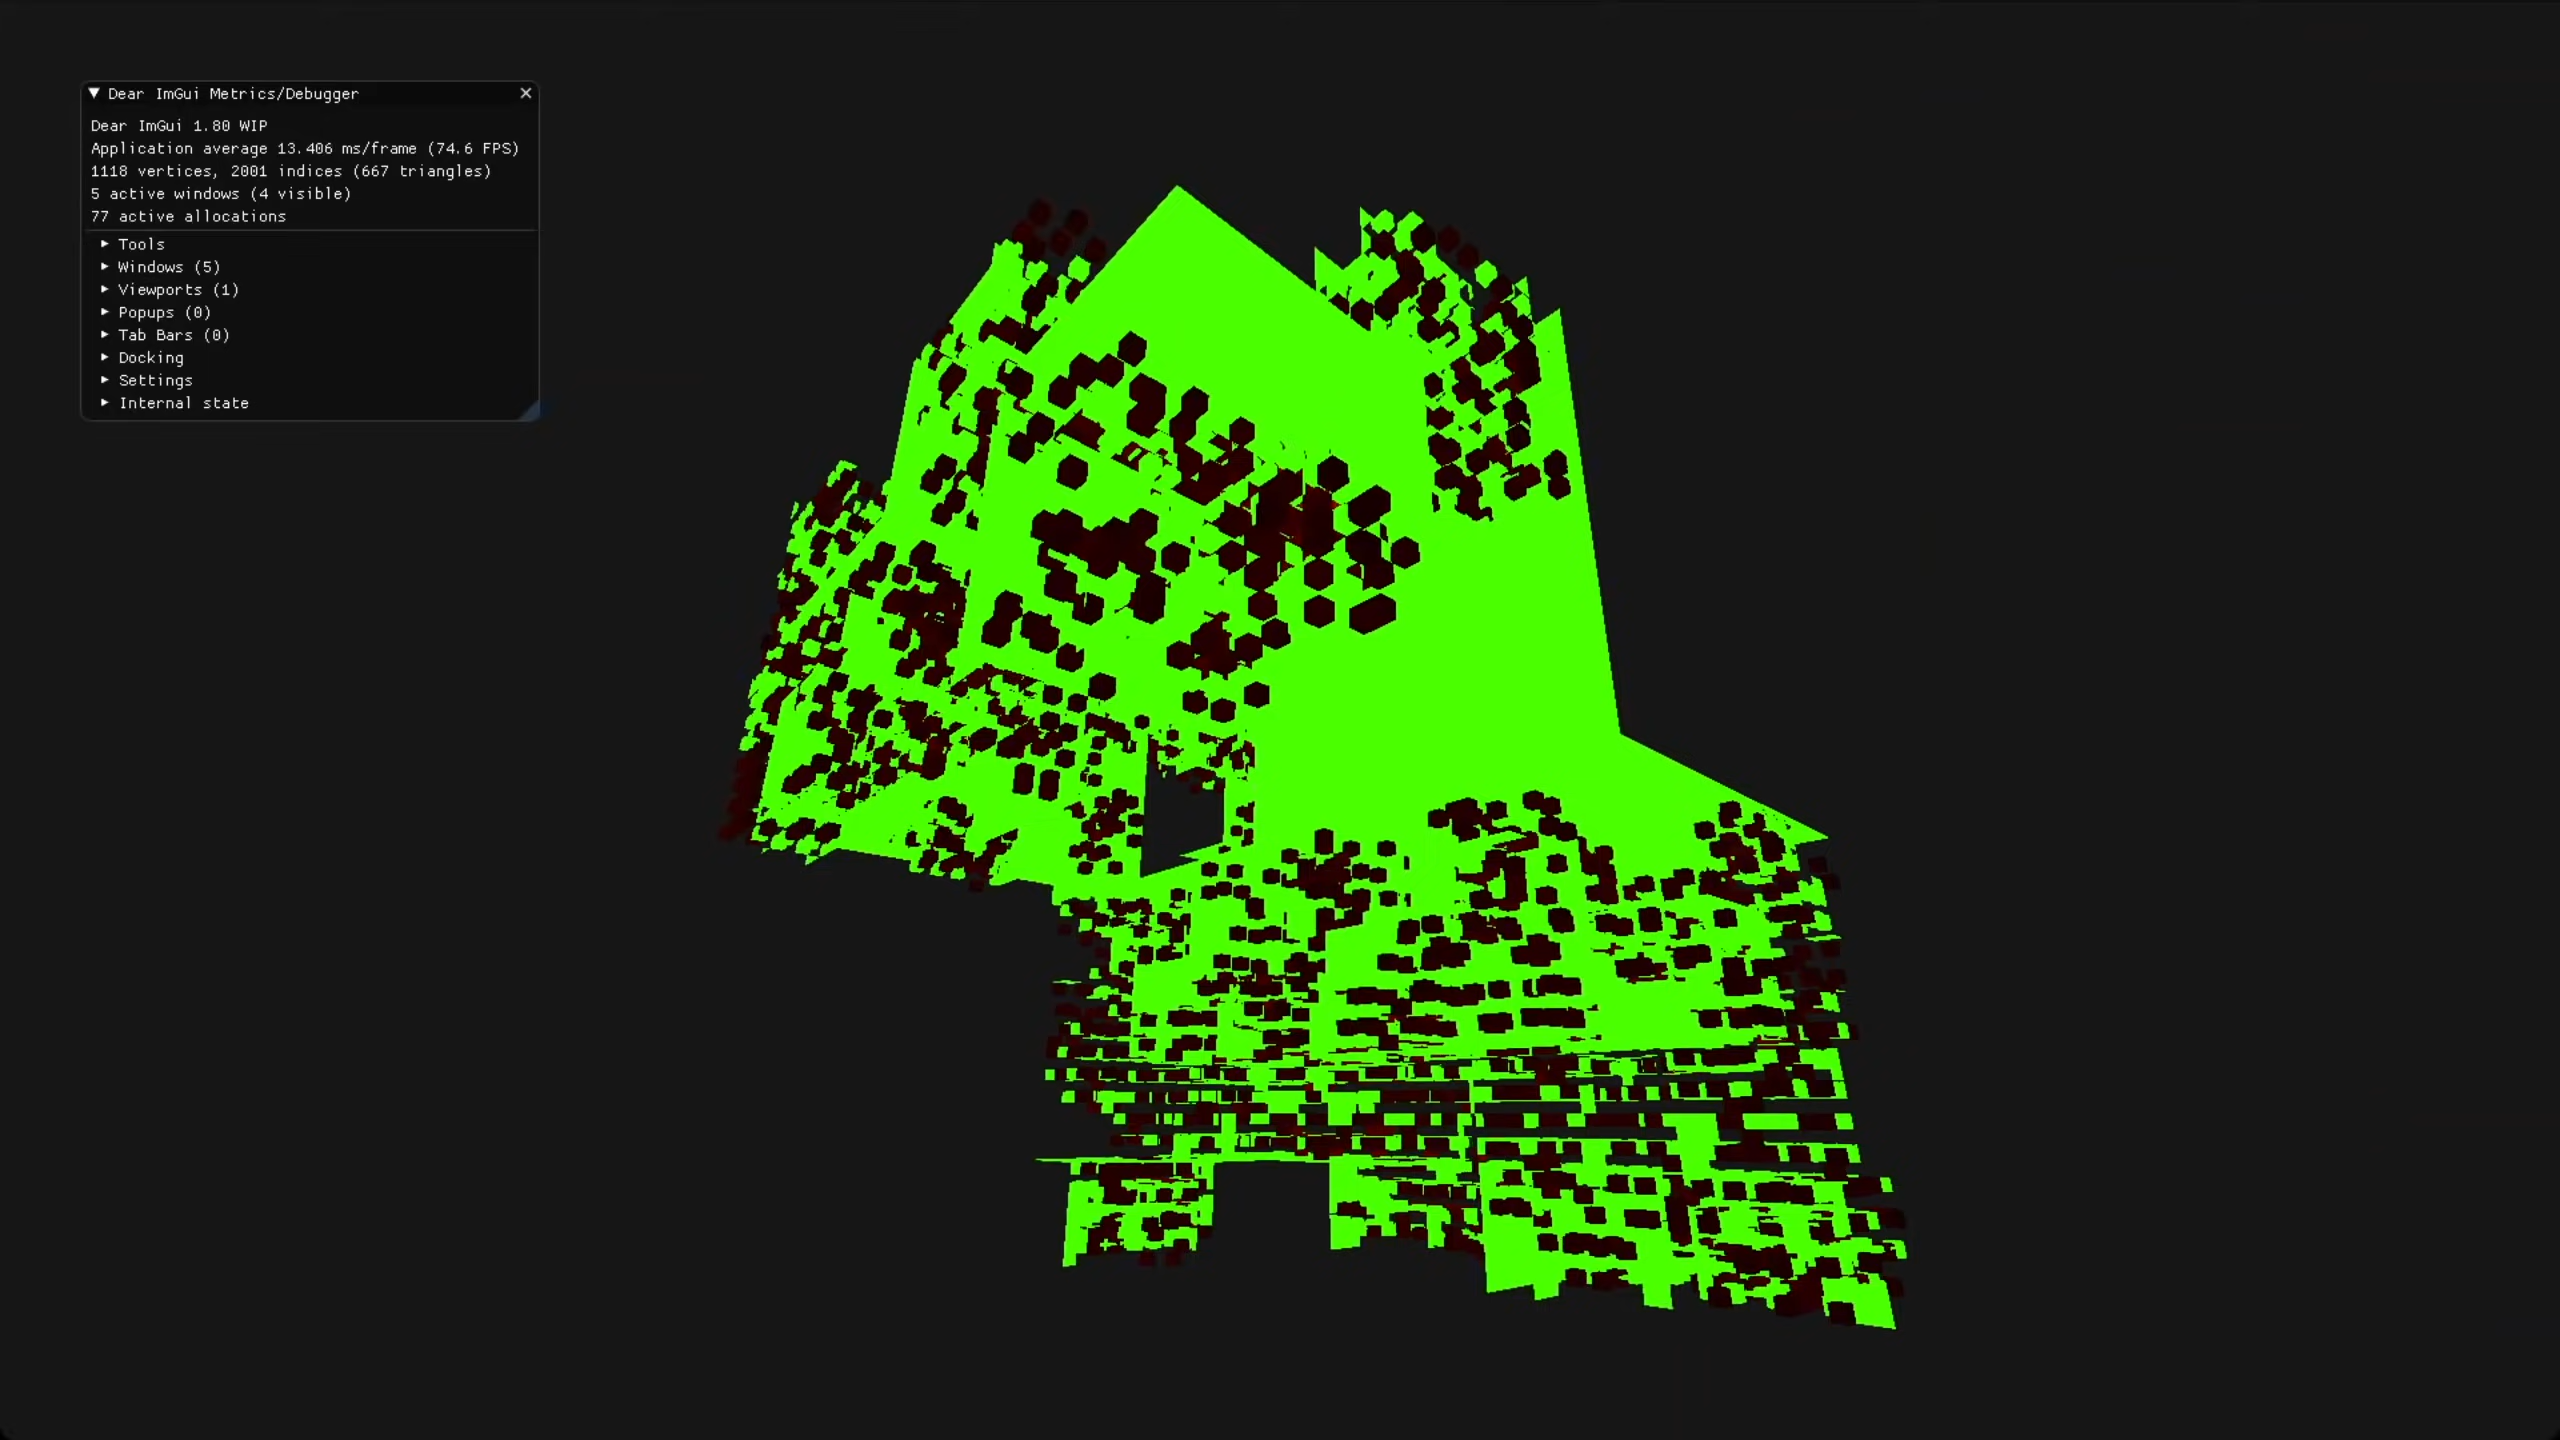 Dear ImGui Metrics/Debugger
Dear ImGui 1.80 WIP
Application average 13.406 ms/frame (74.6 FPS)
1118 vertices, 2001 indices (667 triangles)
5 active windows (4 visible)
77 active allocations
Tools
Windows (5)
Viewports (1)
Popups (0)
Tab Bars (0)
Docking
Settings
Internal state